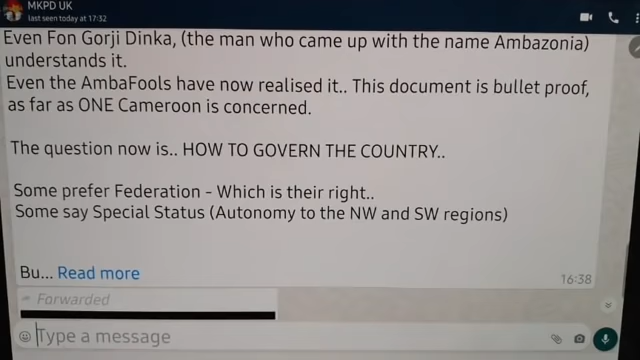 MKPD UK
last seen today at 17:32
Even Fon Gorji Dinka, (the man who came up with the name Ambazonia)
understands it.
Even the AmbaFools have now realised it.. This document is bullet proof,
as far as ONE Cameroon is concerned.
The question now is.. HOW TO GOVERN THE COUNTRY..
Some prefer Federation - Which is their right..
Some say Special Status (Autonomy to the NW and SW regions)
Bu... Read more
16:38
Forwarded
Type a message